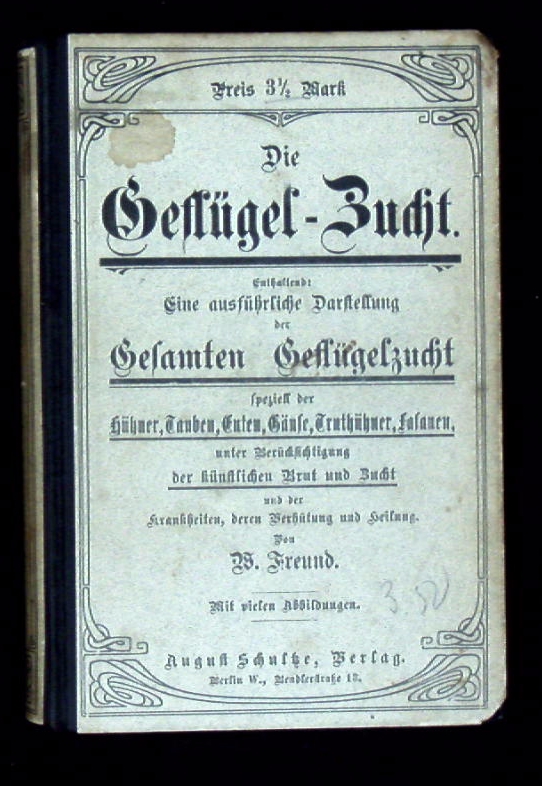 Preis 3½ Mark
Die
Geflügel-Zucht.
Enthaltend:
Eine ausführliche Darstellung
der
Gesamten Geflügelzucht
speziell der
Hühner, Tauben, Enten, Gänse, Truthühner, Fasanen,
unter Berücksichtigung
der künstlichen Brut und Zucht
und der
Krankheiten, deren Verhütung und Heilung.
Von
W. Freund.
Mit vielen Abbildungen.
3.50
August Schultze, Verlag.
Berlin W., Bendlerstraße 13.